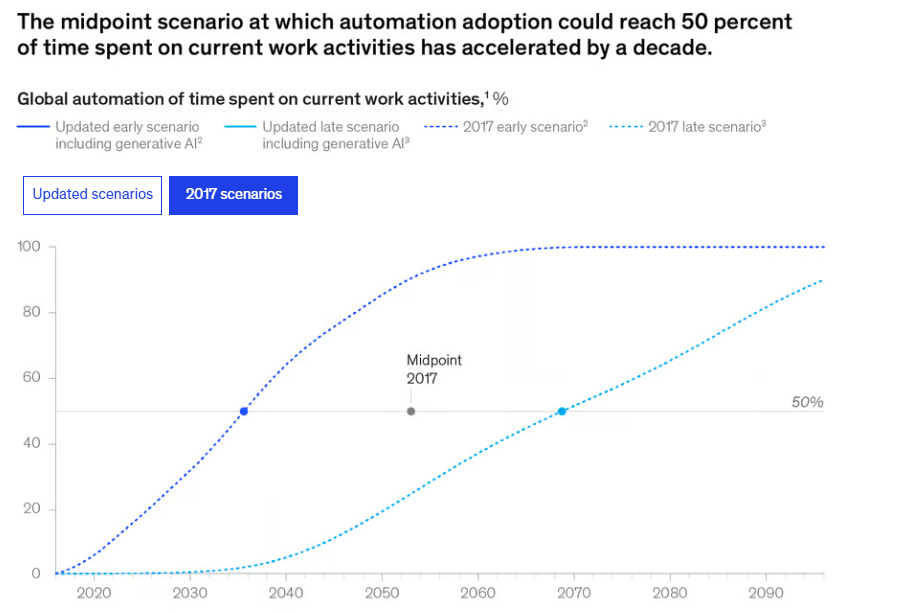 The midpoint scenario at which automation adoption could reach 50 percent
of time spent on current work activities has accelerated by a decade.
Global automation of time spent on current work activities,¹ %
Updated early scenario
including generative AI²
Updated late scenario
including generative AI³
2017 early scenario²
2017 late scenario³
Updated scenarios
2017 scenarios
100
80
60
40
20
0
Midpoint
2017
50%
2020
2030
2040
2050
2060
2070
2080
2090